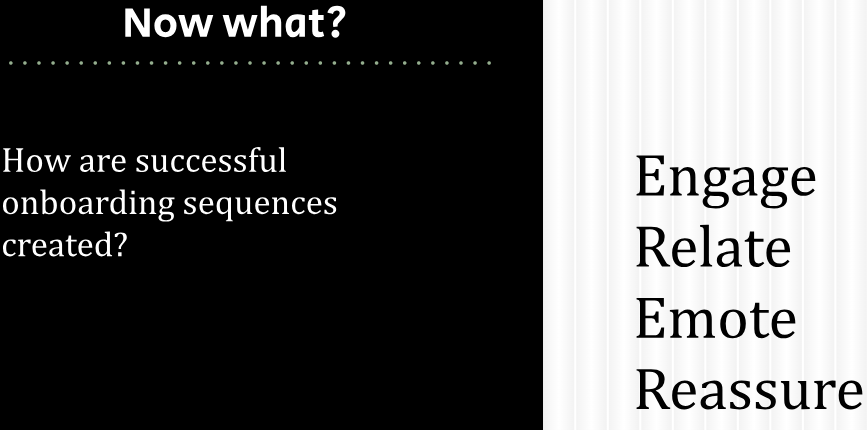 Now what?
How are successful
onboarding sequences
created?
Engage
Relate
Emote
Reassure